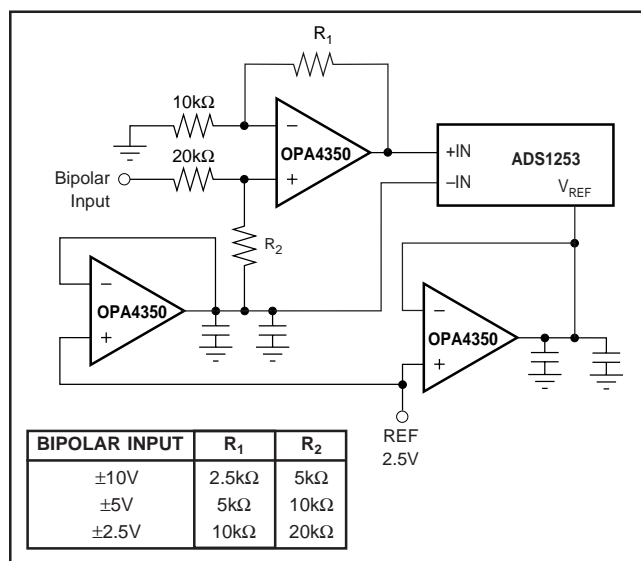 R1
10kΩ
−
OPA4350
+
20kΩ
Bipolar
Input
R2
+IN
ADS1253
–IN
VREF
−
OPA4350
+
−
OPA4350
+
REF
2.5V
BIPOLAR INPUT R1 R2
±10V 2.5kΩ 5kΩ
±5V 5kΩ 10kΩ
±2.5V 10kΩ 20kΩ